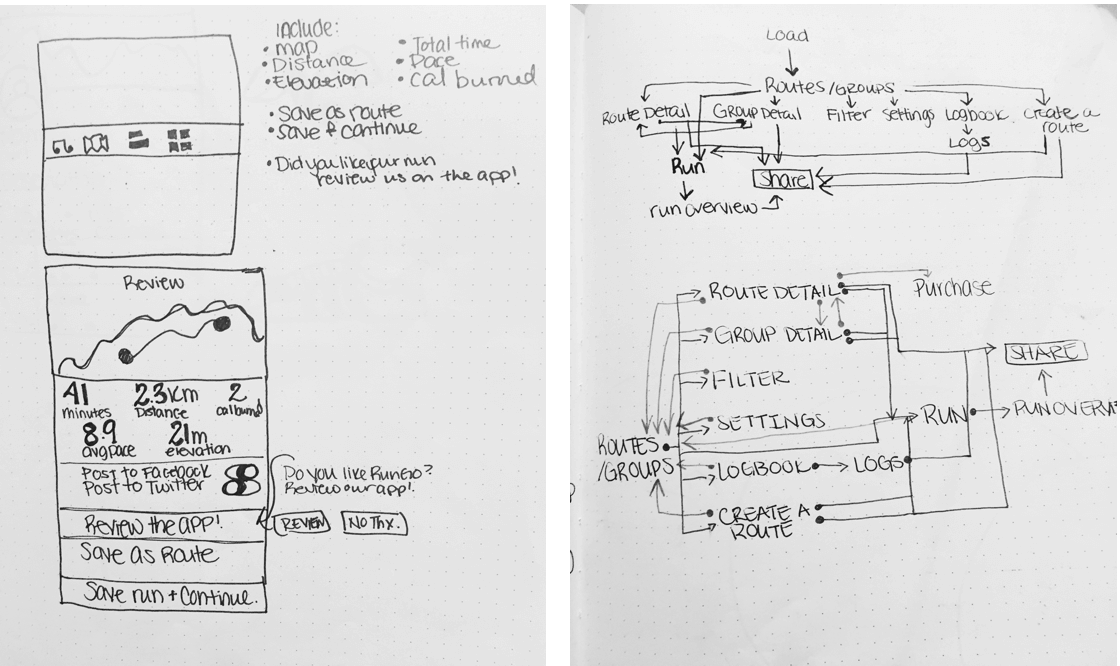 include:
• map
• Distance
• Elevation
• Total time
• Pace
• cal burned
• Save as route
• Save & continue
• Did you like your run
review us on the app!
Review
41
minutes
2.3km
Distance
2
cal burnd
8.9
avg pace
21m
elevation
Post to Facebook
Post to Twitter
Review the app!
Save as Route
Save run + Continue.
Do you like RunGo?
Review our app!
REVIEW
No Thx.
Load
Routes/Groups
Route Detail
Group Detail
Filter
Settings
Logbook
Create a
route
Logs
Run
Share
run overview
ROUTE DETAIL
Purchase
GROUP DETAIL
SHARE
FILTER
SETTINGS
RUN
RUN OVERVI
ROUTES
/GROUPS
LOGBOOK
LOGS
CREATE A
ROUTE